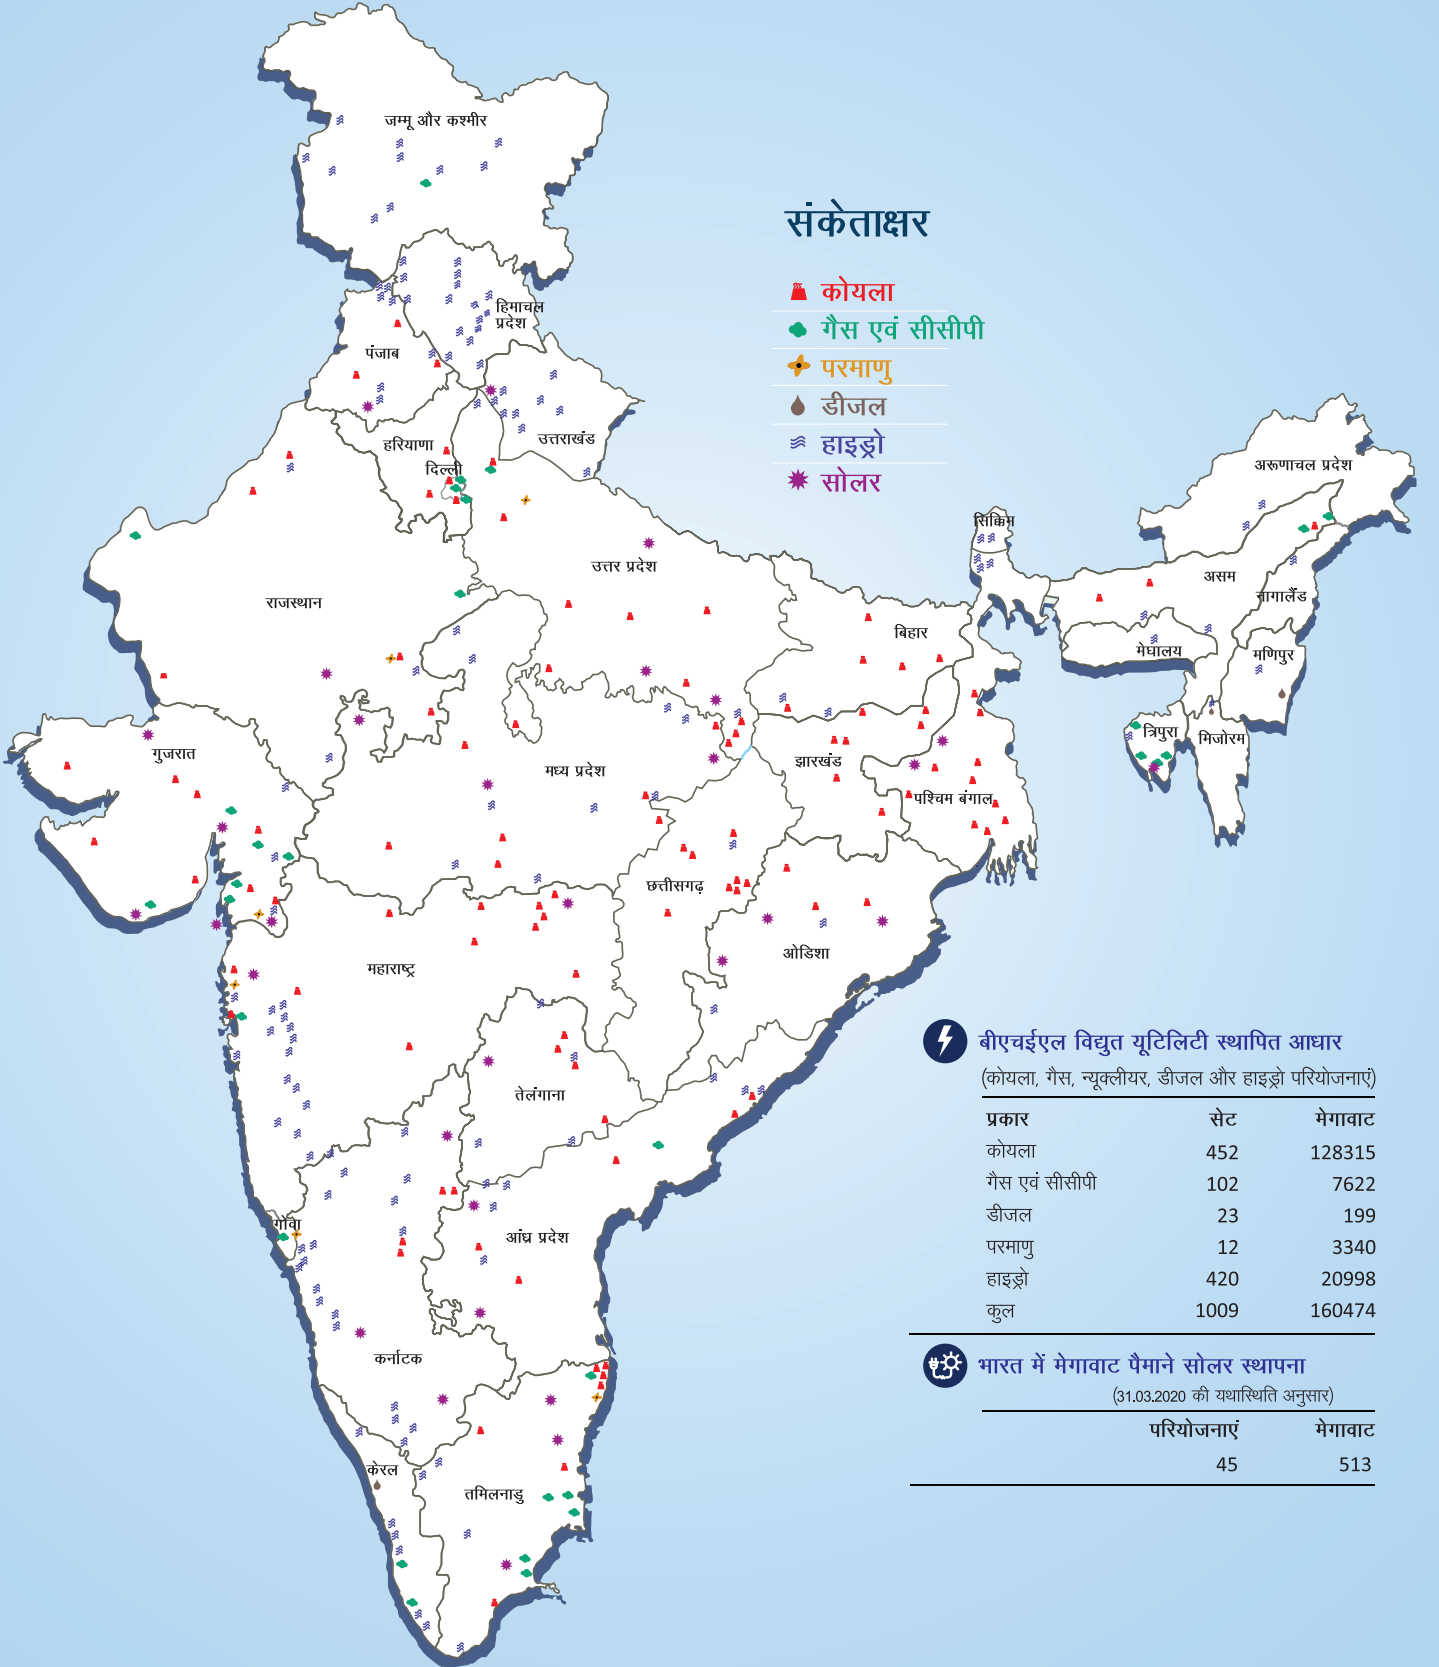 जम्मू और कश्मीर
संकेताक्षर
कोयला
गैस एवं सीसीपी
परमाणु
डीजल
हाइड्रो
सोलर
हिमाचल
प्रदेश
पंजाब
उत्तराखंड
हरियाणा
दिल्ली
अरूणाचल प्रदेश
सिक्किम
उत्तर प्रदेश
असम
राजस्थान
नागालैंड
बिहार
मेघालय
मणिपुर
त्रिपुरा
मिजोरम
गुजरात
मध्य प्रदेश
झारखंड
पश्चिम बंगाल
छत्तीसगढ़
ओडिशा
महाराष्ट्र
तेलंगाना
गोवा
आंध्र प्रदेश
कर्नाटक
केरल
तमिलनाडु
बीएचईएल विद्युत यूटिलिटी स्थापित आधार
(कोयला, गैस, न्यूक्लीयर, डीजल और हाइड्रो परियोजनाएं)
प्रकार सेट मेगावाट
कोयला 452 128315
गैस एवं सीसीपी 102 7622
डीजल 23 199
परमाणु 12 3340
हाइड्रो 420 20998
कुल 1009 160474
भारत में मेगावाट पैमाने सोलर स्थापना
(31.03.2020 की यथास्थिति अनुसार)
परियोजनाएं मेगावाट
45 513